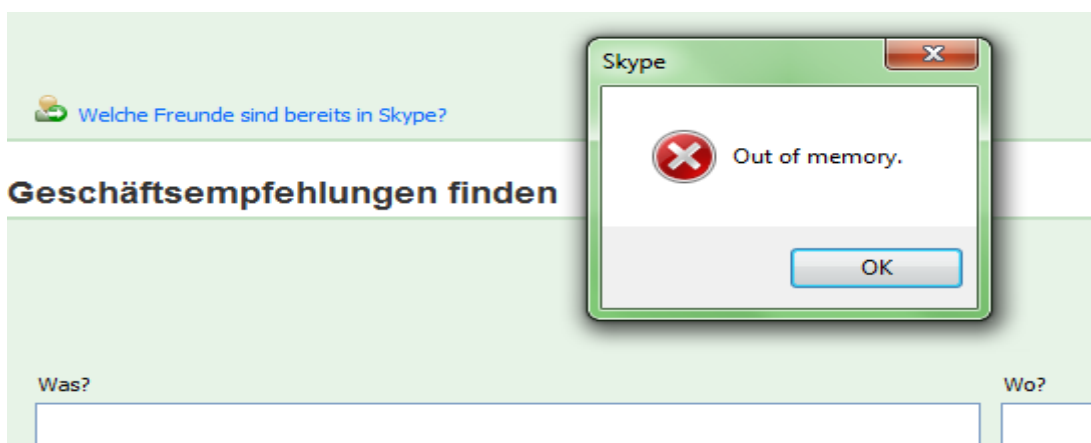 Skype
Welche Freunde sind bereits in Skype?
Out of memory.
Geschäftsempfehlungen finden
OK
Was?
Wo?